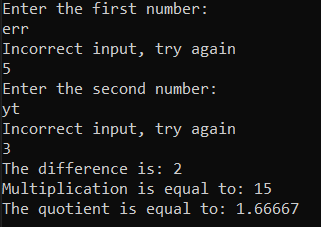 Enter the first number:
err
Incorrect input, try again
5
Enter the second number:
yt
Incorrect input, try again
3
The difference is: 2
Multiplication is equal to: 15
The quotient is equal to: 1.66667